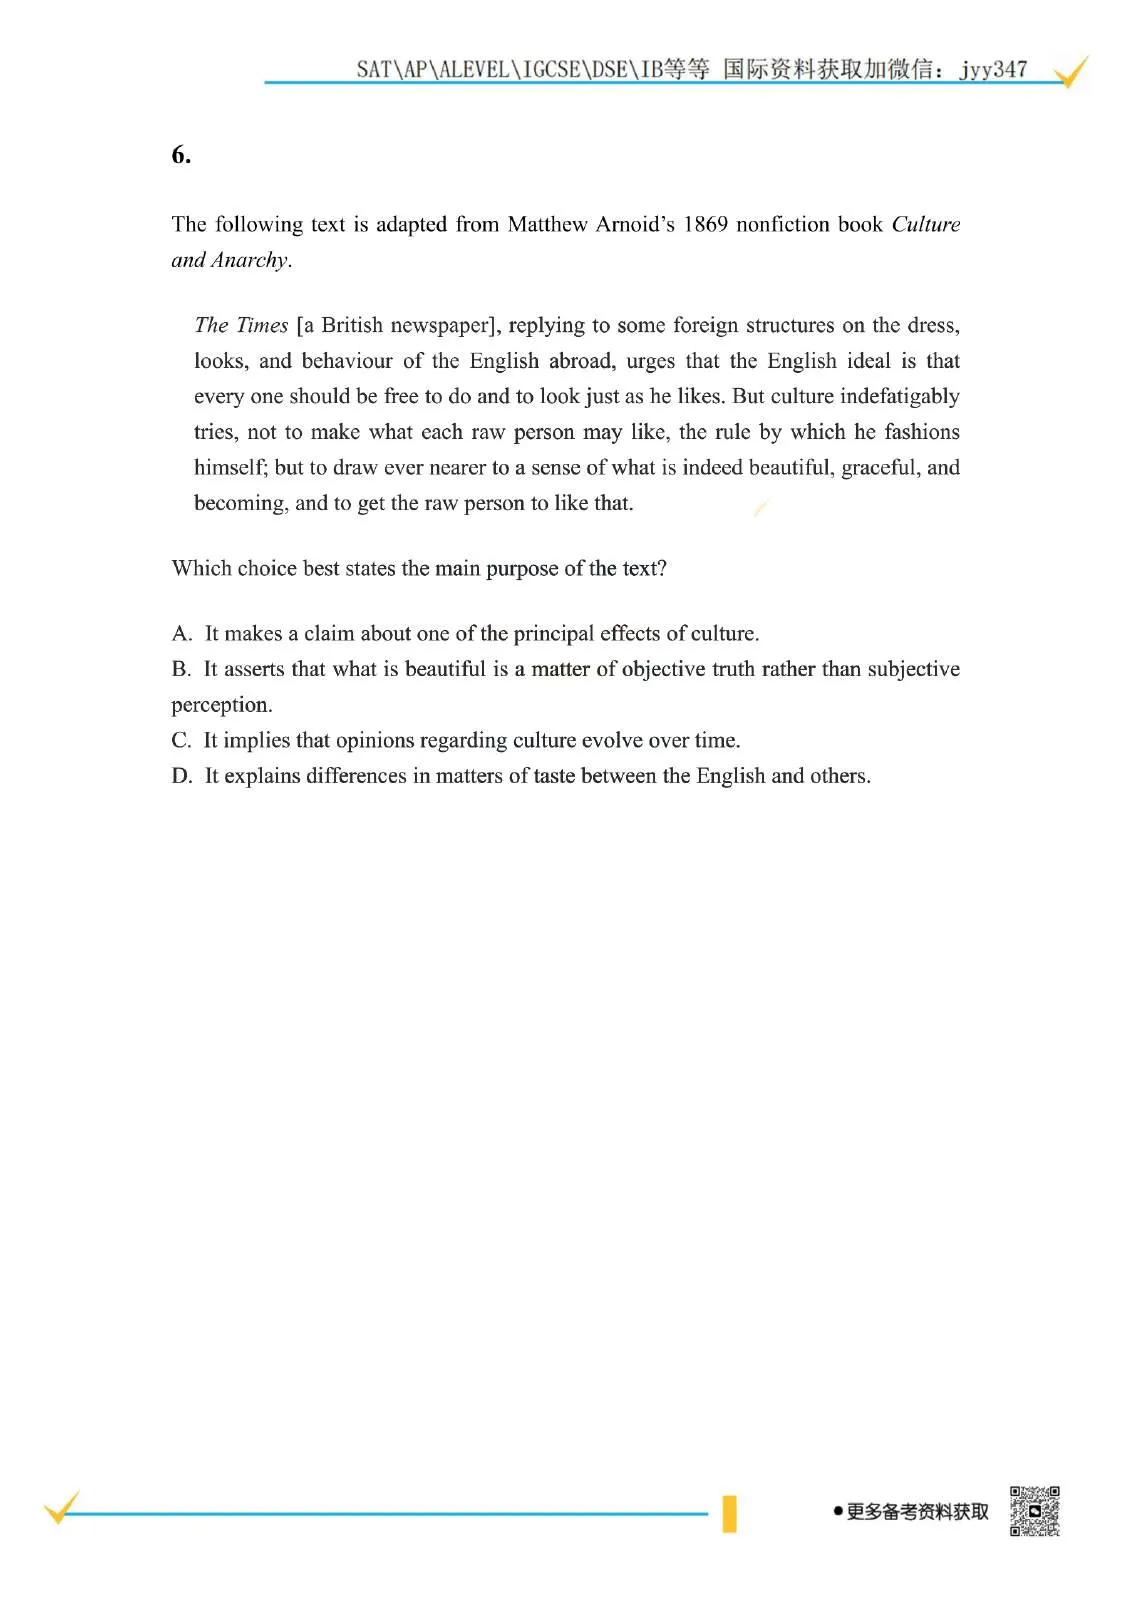 SAT\AP\ALEVEL\IGCSE\DSE\IB等等 国际资料获取加微信：jyy347
6.
The following text is adapted from Matthew Arnoid’s 1869 nonfiction book Culture
and Anarchy.
The Times [a British newspaper], replying to some foreign structures on the dress,
looks, and behaviour of the English abroad, urges that the English ideal is that
every one should be free to do and to look just as he likes. But culture indefatigably
tries, not to make what each raw person may like, the rule by which he fashions
himself; but to draw ever nearer to a sense of what is indeed beautiful, graceful, and
becoming, and to get the raw person to like that.
Which choice best states the main purpose of the text?
A. It makes a claim about one of the principal effects of culture.
B. It asserts that what is beautiful is a matter of objective truth rather than subjective
perception.
C. It implies that opinions regarding culture evolve over time.
D. It explains differences in matters of taste between the English and others.
●更多备考资料获取